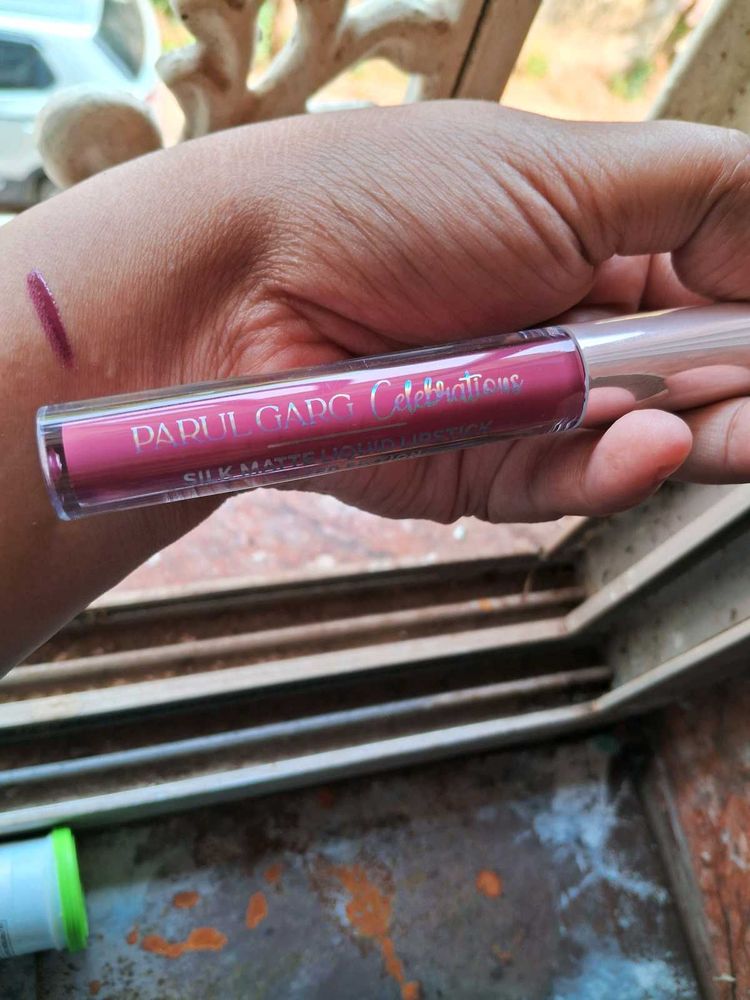 PARUL GARG Celebrations
SILK MATTE LIQUID LIPSTICK